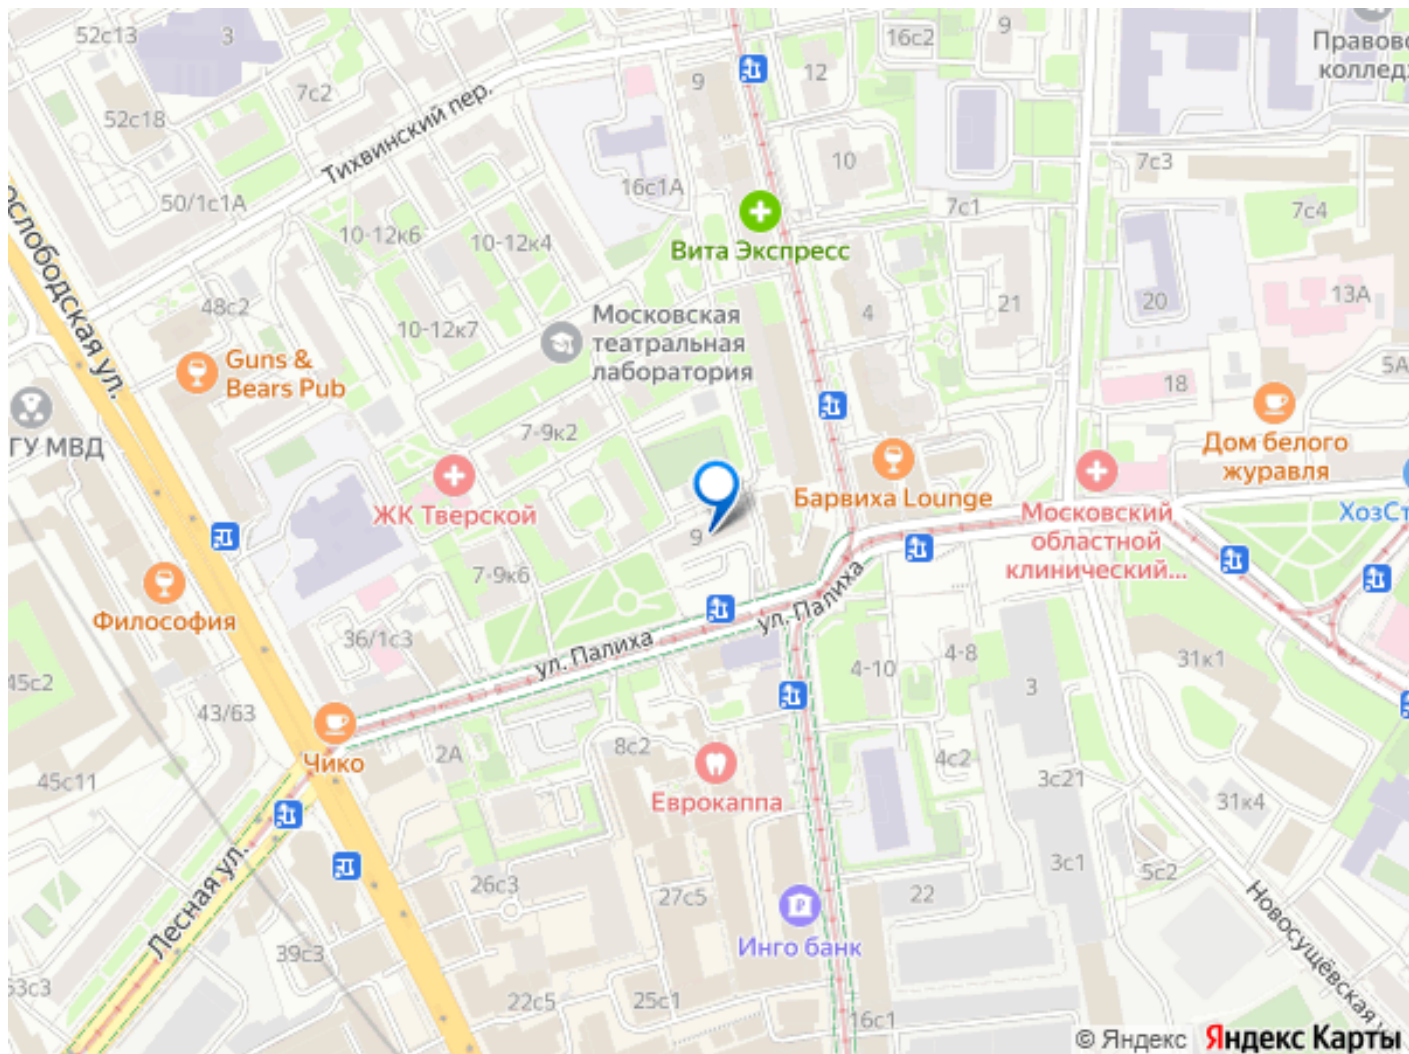 52с13
3
9
16с2
9
Правово
коллед
12
7с2
52с18
Тихвинский пер.
16с1А
10
7с3
50/1с1А
10-12к6
10-12к4
7с1
7с4
Вита Экспресс
ослободская ул.
48с2
10-12к7
Московская
театральная
лаборатория
4
21
20
13А
Guns &
Bears Pub
18
5А
ГУ МВД
7-9к2
Дом белого
журавля
ЖК Тверской
Барвиха Lounge
Московский
областной
клинический...
ХозСт
9
7-9к6
Философия
36/1с3
ул. Палиха
ул. Палиха
4-10
4-8
31к1
45с2
43/63
3
Чико
2А
8с2
4с2
3с21
45с11
Еврокаппа
31к4
Лесная ул.
26с3
27с5
22
3с1
5с2
Новосущёвская у
39с3
Инго банк
53с3
22с5
25с1
16с1
© Яндекс Яндекс Карты